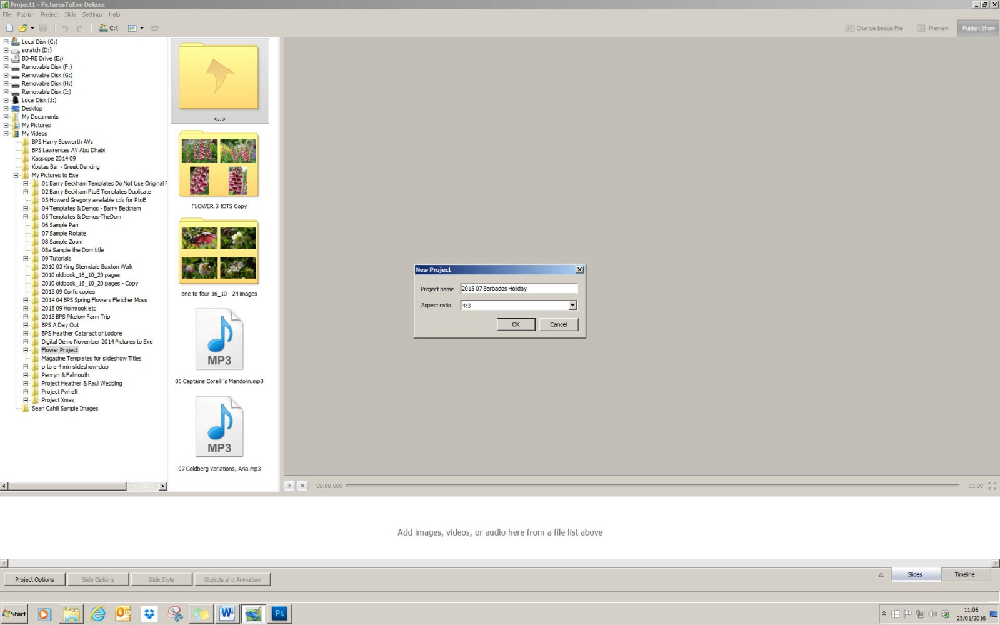 Project1 - PicturesToExe Deluxe
File Publish Project Slide Settings Help
C:\ Change Image File Preview Publish Show
Local Disk (C:)
scratch (D:)
BD-RE Drive (E:)
Removable Disk (F:)
Removable Disk (G:)
Removable Disk (H:)
Removable Disk (I:)
Local Disk (J:)
Desktop
My Documents
My Pictures
My Videos
BPS Harry Bosworth AVs
BPS Lawrences AV Abu Dhabi
Kassiope 2014 09
Kostas Bar - Greek Dancing
My Pictures to Exe
01 Barry Beckham Templates Do Not Use Original F
02 Barry Beckham PtoE Templates Duplicate
03 Howard Gregory available cds for PtoE
04 Templates & Demos - Barry Beckham
05 Templates & Demos-TheDom
06 Sample Pan
07 Sample Rotate
08 Sample Zoom
08a Sample the Dom title
09 Tutorials
2010 03 King Sterndale Buxton Walk
2010 oldbook_16_10_20 pages
2010 oldbook_16_10_20 pages - Copy
2013 09 Corfu copies
2014 04 BPS Spring Flowers Fletcher Moss
2015 09 Holmrook etc
2015 BPS Pikelow Farm Trip
BPS A Day Out
BPS Heather Cataract of Lodore
Digital Demo November 2014 Pictures to Exe
Flower Project
Magazine Templates for slideshow Titles
p to e 4 min slideshow-club
Penryn & Falmouth
Project Heather & Paul Wedding
Project Pwhelli
Project Xmas
Sean Cahill Sample Images
<..>
FLOWER SHOTS Copy
one to four 16_10 - 24 images
MP3
06 Captains Corelli´s Mandolin.mp3
MP3
07 Goldberg Variations, Aria.mp3
New Project
Project name 2015 07 Barbados Holiday
Aspect ratio 4:3
OK Cancel
00:00.000 00:00
Add images, videos, or audio here from a file list above
Project Options Slide Options Slide Style Objects and Animation Slides Timeline
Start W Ps 11:06
25/01/2016